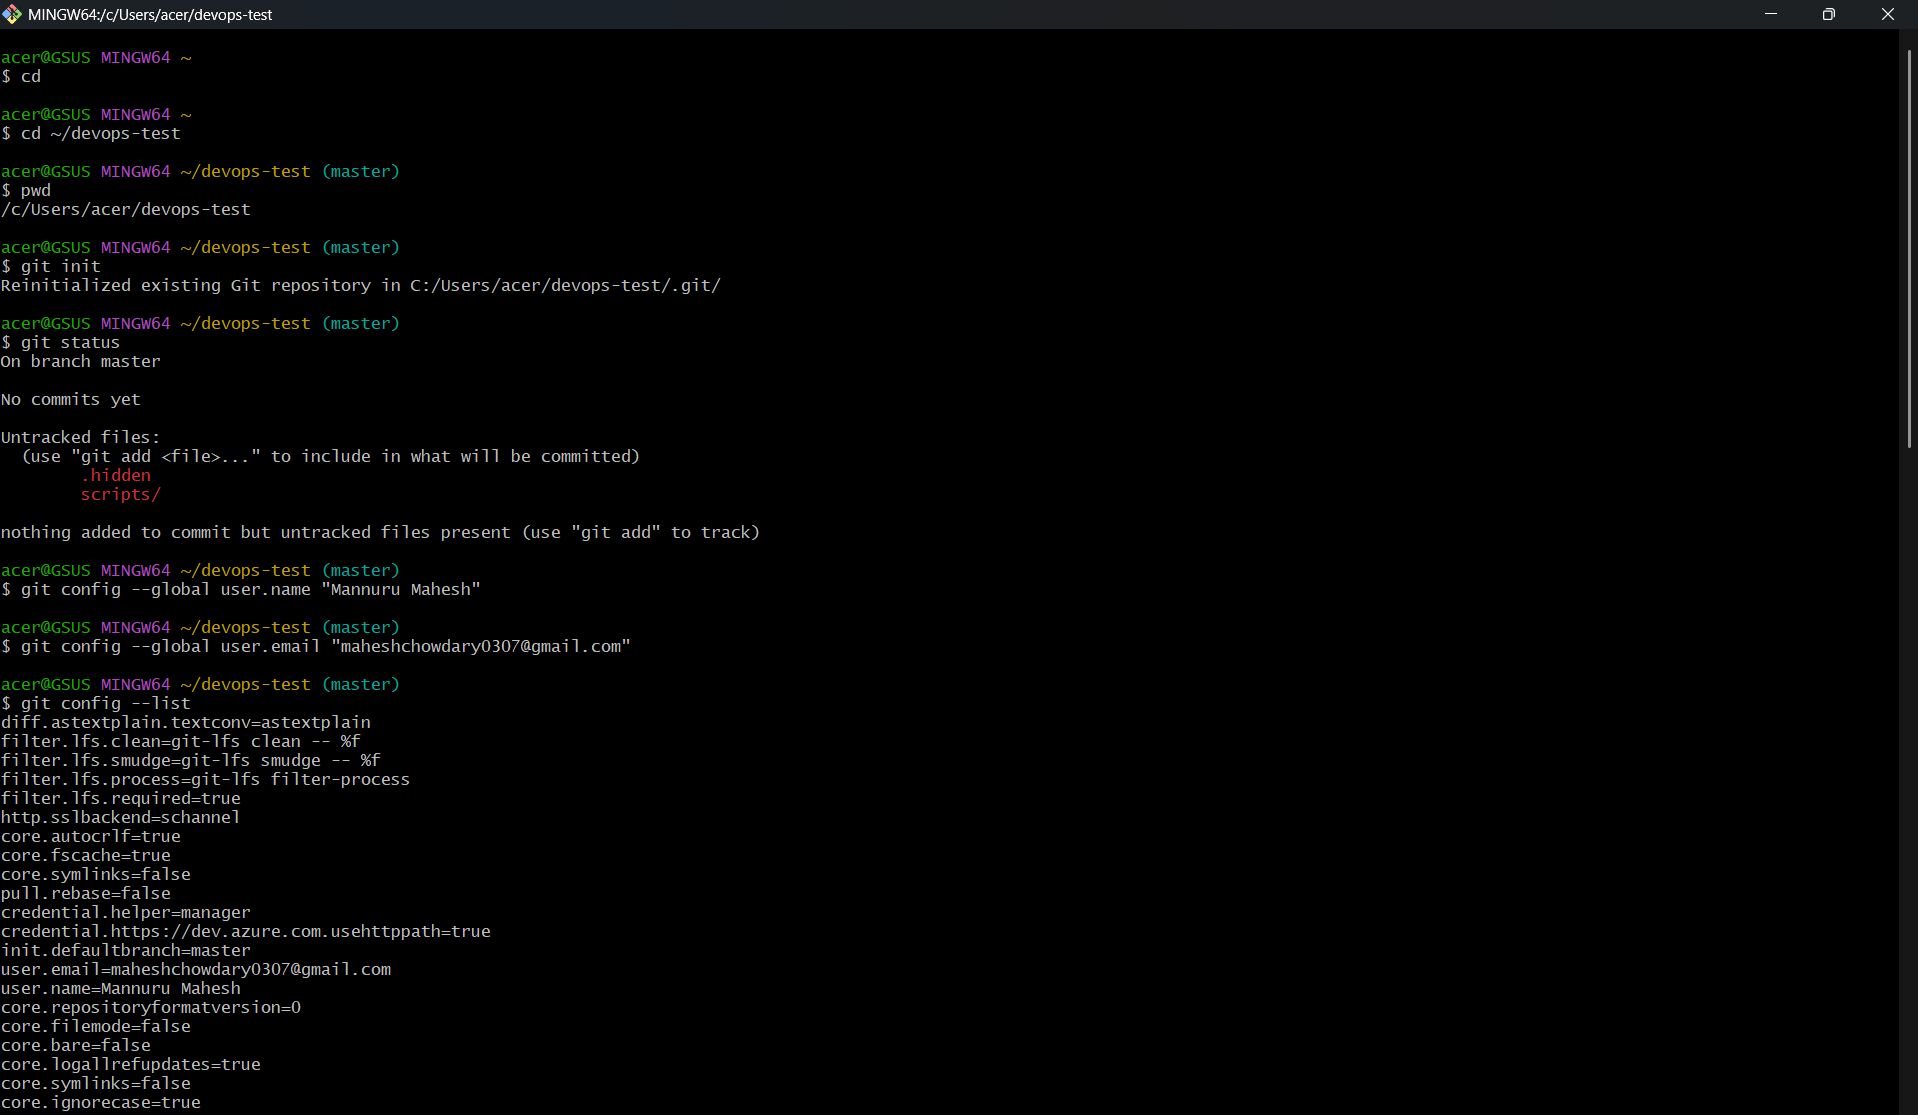 MINGW64:/c/Users/acer/devops-test
acer@GSUS MINGW64 ~
$ cd
acer@GSUS MINGW64 ~
$ cd ~/devops-test
acer@GSUS MINGW64 ~/devops-test (master)
$ pwd
/c/Users/acer/devops-test
acer@GSUS MINGW64 ~/devops-test (master)
$ git init
Reinitialized existing Git repository in C:/Users/acer/devops-test/.git/
acer@GSUS MINGW64 ~/devops-test (master)
$ git status
On branch master
No commits yet
Untracked files:
  (use "git add <file>..." to include in what will be committed)
        .hidden
        scripts/
nothing added to commit but untracked files present (use "git add" to track)
acer@GSUS MINGW64 ~/devops-test (master)
$ git config --global user.name "Mannuru Mahesh"
acer@GSUS MINGW64 ~/devops-test (master)
$ git config --global user.email "maheshchowdary0307@gmail.com"
acer@GSUS MINGW64 ~/devops-test (master)
$ git config --list
diff.astextplain.textconv=astextplain
filter.lfs.clean=git-lfs clean -- %f
filter.lfs.smudge=git-lfs smudge -- %f
filter.lfs.process=git-lfs filter-process
filter.lfs.required=true
http.sslbackend=schannel
core.autocrlf=true
core.fscache=true
core.symlinks=false
pull.rebase=false
credential.helper=manager
credential.https://dev.azure.com.usehttppath=true
init.defaultbranch=master
user.email=maheshchowdary0307@gmail.com
user.name=Mannuru Mahesh
core.repositoryformatversion=0
core.filemode=false
core.bare=false
core.logallrefupdates=true
core.symlinks=false
core.ignorecase=true